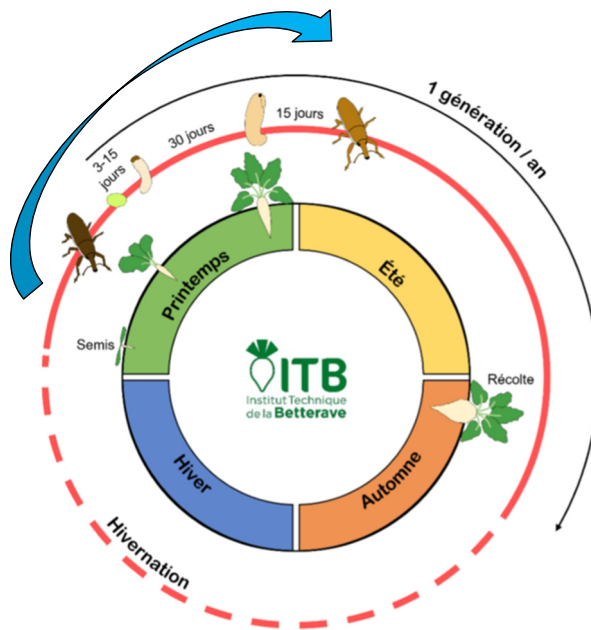 1 génération / an
15 jours
30 jours
3-15
jours
Printemps
Été
Semis
Récolte
ITB
Institut Technique
de la Betterave
Hiver
Automne
Hivernation